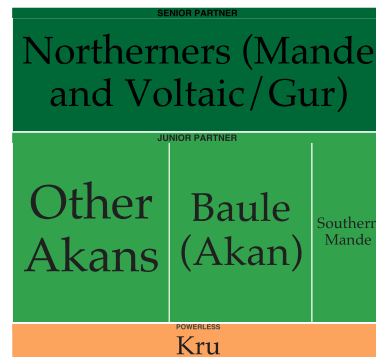 SENIOR PARTNER
Northerners (Mande
and Voltaic/Gur)
JUNIOR PARTNER
Other
Akans
Baule
(Akan)
Southern
Mande
POWERLESS
Kru